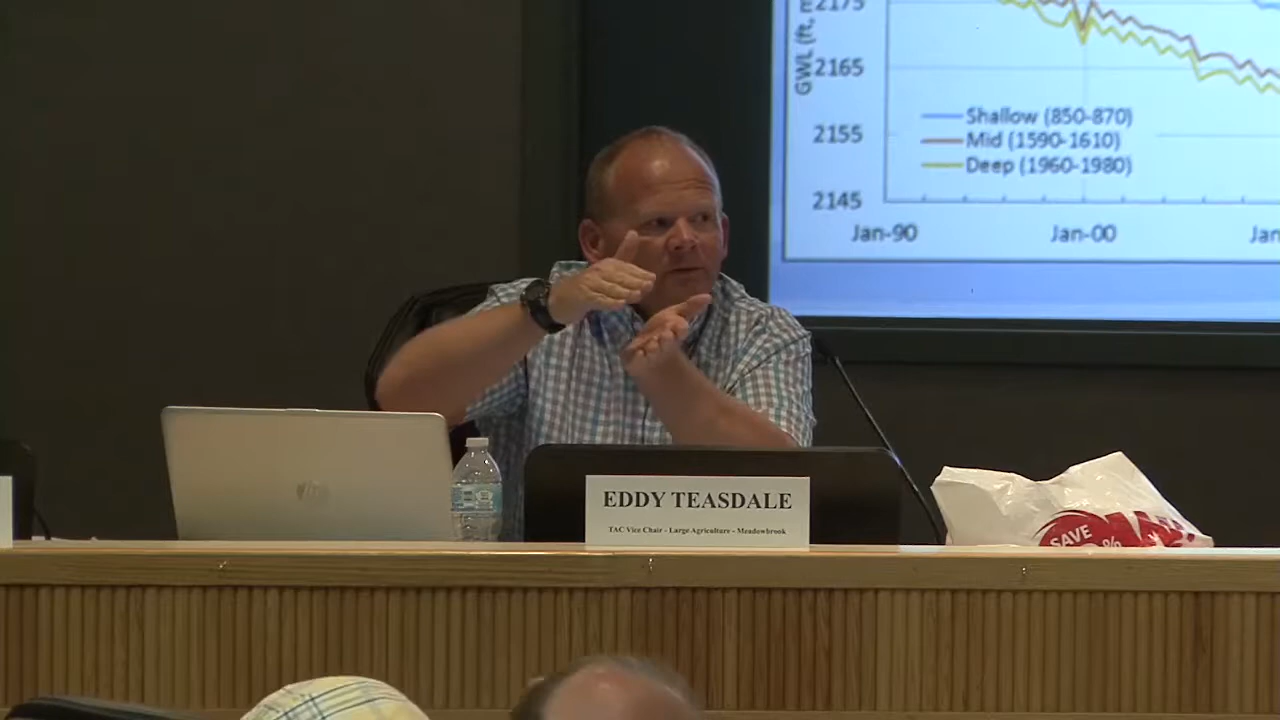 2175
GWL (ft, m
2165
Shallow (850-870)
2155
Mid (1590-1610)
Deep (1960-1980)
2145
Jan-90
Jan-00
Jan
hp
EDDY TEASDALE
TAC Vice Chair - Large Agriculture - Meadowbrook
SAVE
%